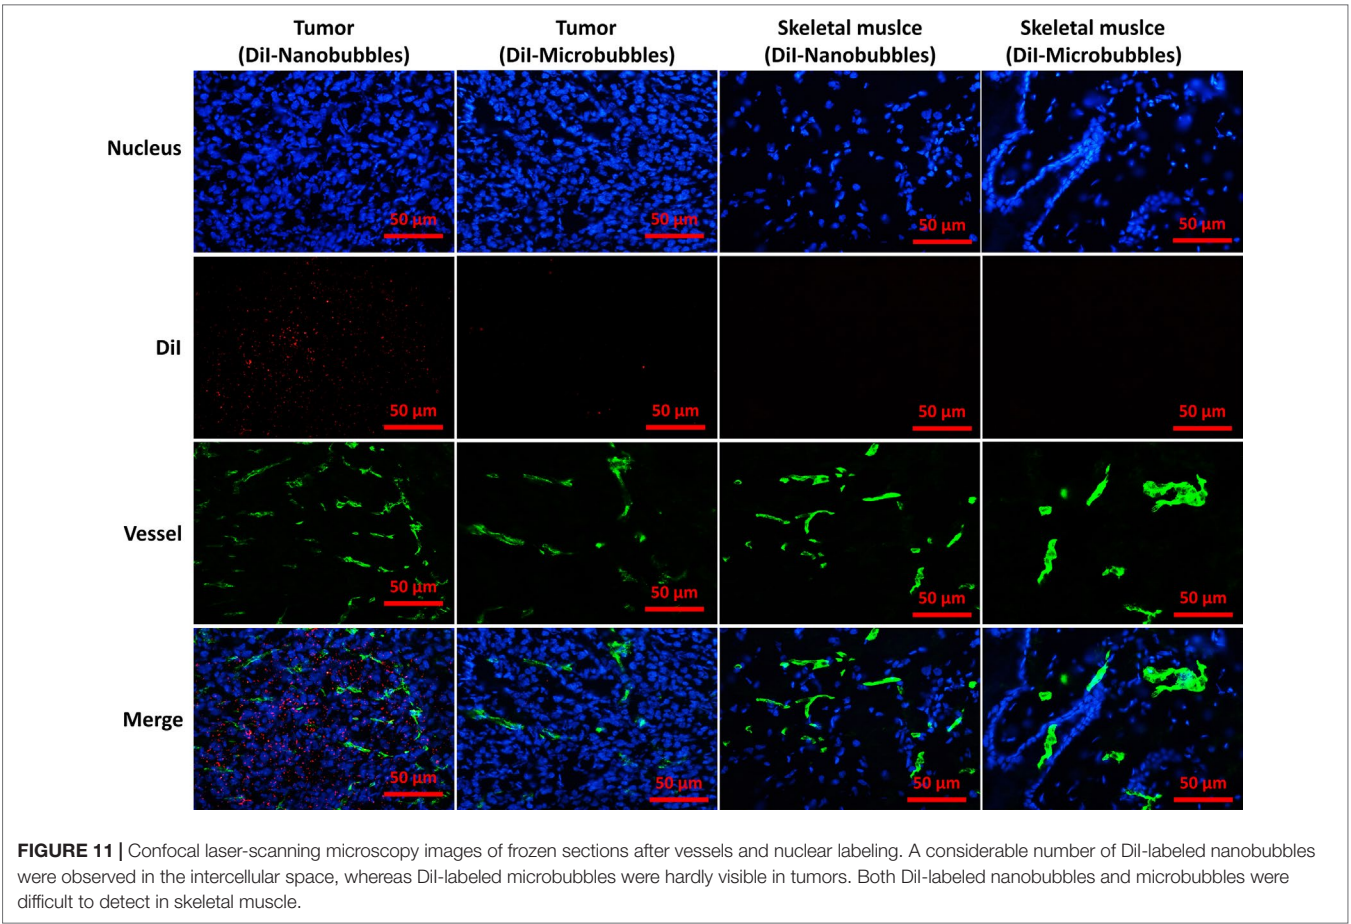 Tumor
(DiI-Nanobubbles)
Tumor
(DiI-Microbubbles)
Skeletal muslce
(DiI-Nanobubbles)
Skeletal muslce
(DiI-Microbubbles)
Nucleus
50 μm
50 μm
50 μm
50 μm
DiI
50 μm
50 μm
50 μm
50 μm
Vessel
50 μm
50 μm
50 μm
50 μm
Merge
50 μm
50 μm
50 μm
50 μm
FIGURE 11 | Confocal laser-scanning microscopy images of frozen sections after vessels and nuclear labeling. A considerable number of DiI-labeled nanobubbles
were observed in the intercellular space, whereas DiI-labeled microbubbles were hardly visible in tumors. Both DiI-labeled nanobubbles and microbubbles were
difficult to detect in skeletal muscle.